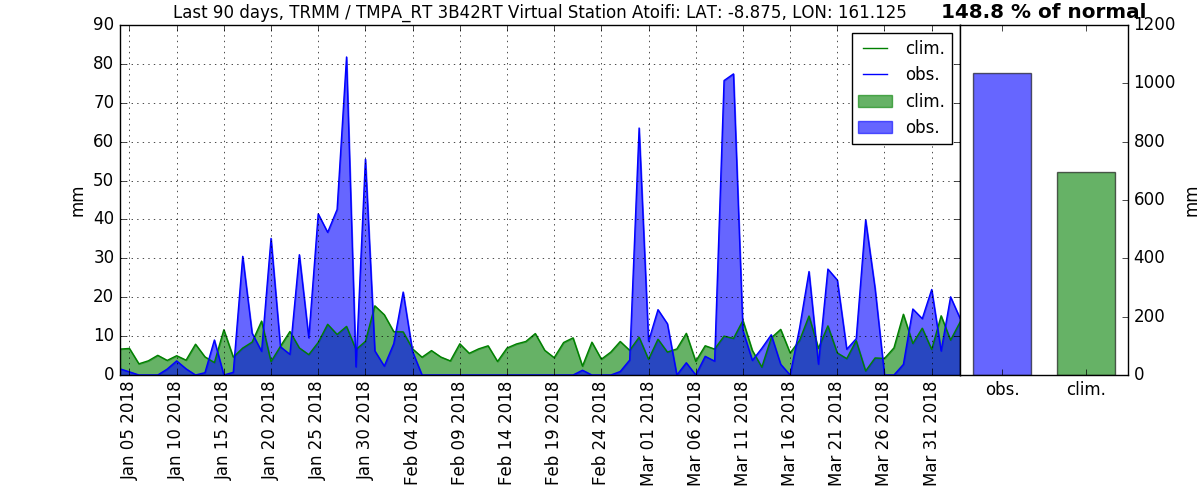 Last 90 days, TRMM / TMPA_RT 3B42RT Virtual Station Atoifi: LAT: -8.875, LON: 161.125
148.8 % of normal
90
80
70
60
50
40
30
20
10
0
mm
clim.
obs.
clim.
obs.
Jan 05 2018
Jan 10 2018
Jan 15 2018
Jan 20 2018
Jan 25 2018
Jan 30 2018
Feb 04 2018
Feb 09 2018
Feb 14 2018
Feb 19 2018
Feb 24 2018
Mar 01 2018
Mar 06 2018
Mar 11 2018
Mar 16 2018
Mar 21 2018
Mar 26 2018
Mar 31 2018
1200
1000
800
600
400
200
0
mm
obs.
clim.